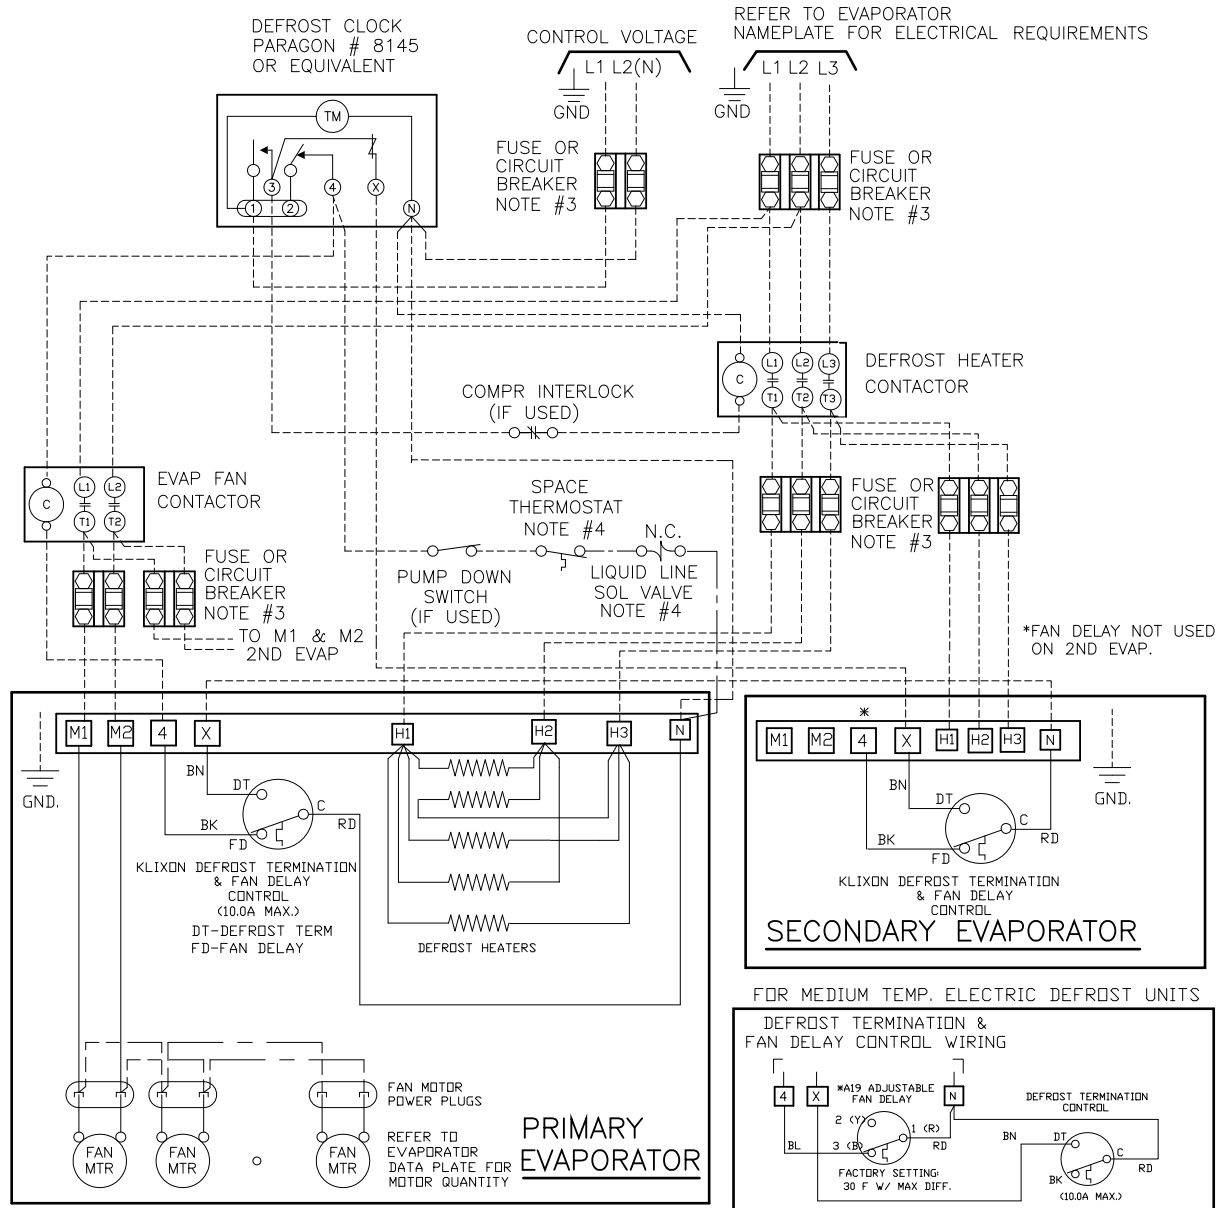 DEFROST CLOCK
PARAGON # 8145
OR EQUIVALENT
CONTROL VOLTAGE
L1 L2(N)
GND
REFER TO EVAPORATOR
NAMEPLATE FOR ELECTRICAL REQUIREMENTS
L1 L2 L3
GND
TM
3
4
X
1
2
N
FUSE OR
CIRCUIT
BREAKER
NOTE #3
FUSE OR
CIRCUIT
BREAKER
NOTE #3
C
L1
L2
L3
T1
T2
T3
DEFROST HEATER
CONTACTOR
COMPR INTERLOCK
(IF USED)
C
L1
L2
T1
T2
EVAP FAN
CONTACTOR
SPACE
THERMOSTAT
NOTE #4
N.C.
FUSE OR
CIRCUIT
BREAKER
NOTE #3
FUSE OR
CIRCUIT
BREAKER
NOTE #3
PUMP DOWN
SWITCH
(IF USED)
LIQUID LINE
SOL VALVE
NOTE #4
TO M1 & M2
2ND EVAP
*FAN DELAY NOT USED
ON 2ND EVAP.
M1
M2
4
X
H1
H2
H3
N
GND.
BN
DT
C
RD
BK
FD
KLIXON DEFROST TERMINATION
& FAN DELAY
CONTROL
(10.0A MAX.)
DT-DEFROST TERM
FD-FAN DELAY
DEFROST HEATERS
*
M1
M2
4
X
H1
H2
H3
N
GND.
BN
DT
C
RD
BK
FD
KLIXON DEFROST TERMINATION
& FAN DELAY
CONTROL
SECONDARY EVAPORATOR
FAN MOTOR
POWER PLUGS
FAN
MTR
FAN
MTR
FAN
MTR
REFER TO
EVAPORATOR
DATA PLATE FOR
MOTOR QUANTITY
PRIMARY
EVAPORATOR
FOR MEDIUM TEMP. ELECTRIC DEFROST UNITS
DEFROST TERMINATION &
FAN DELAY CONTROL WIRING
4
X
*A19 ADJUSTABLE
FAN DELAY
N
DEFROST TERMINATION
CONTROL
2 (Y)
1 (R)
BL
3 (B)
RD
BN
DT
C
RD
BK
FACTORY SETTING:
30 F W/ MAX DIFF.
(10.0A MAX.)